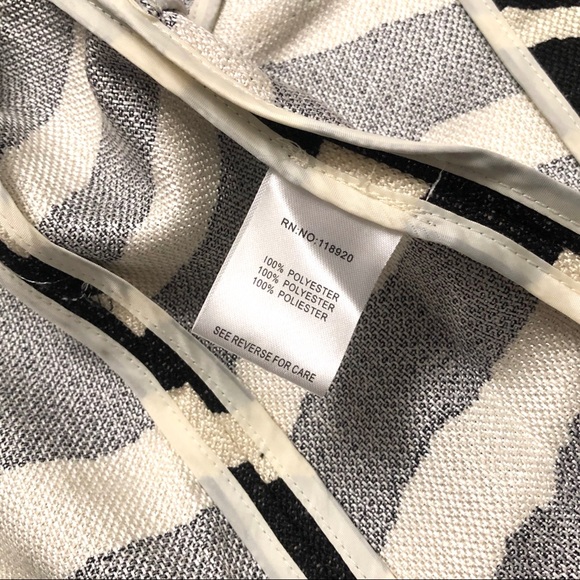 RN:NO:118920
100% POLYESTER
100% POLYESTER
100% POLIESTER
SEE REVERSE FOR CARE